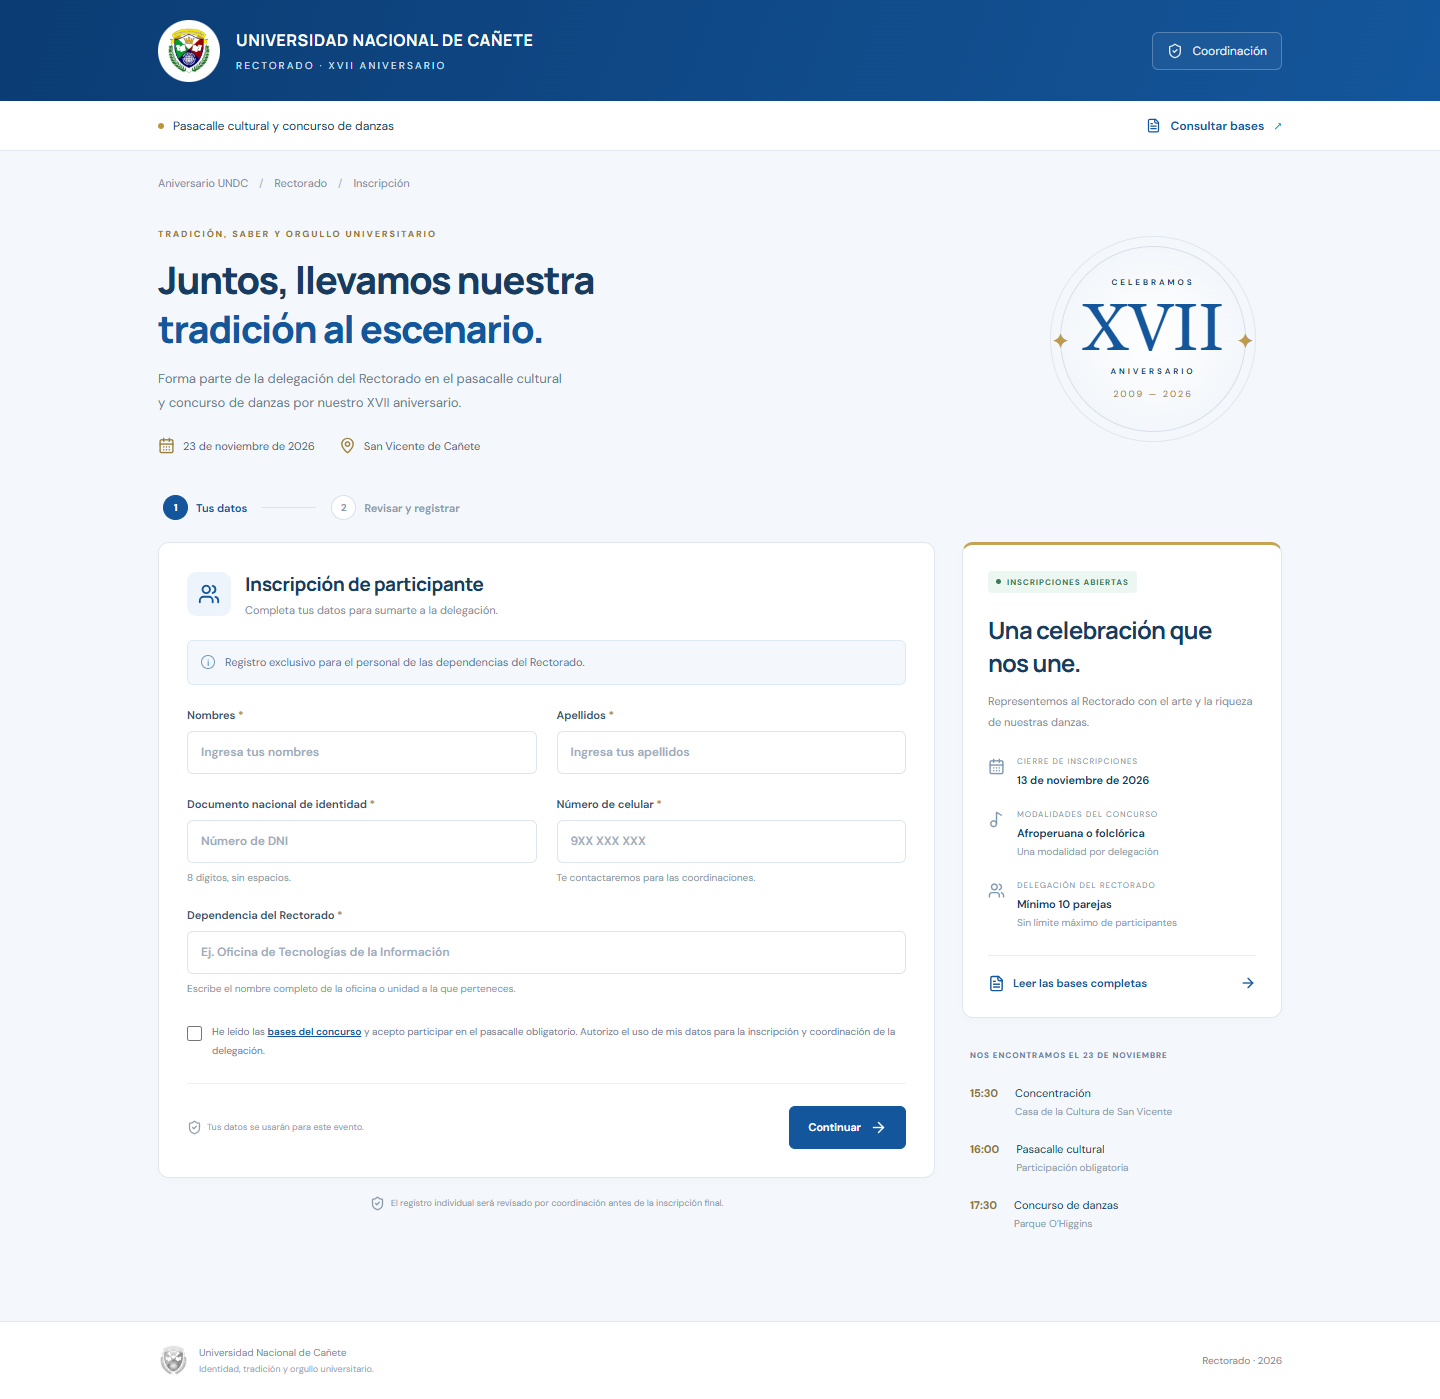 UNIVERSIDAD NACIONAL DE CAÑETE
RECTORADO · XVII ANIVERSARIO
Coordinación
Pasacalle cultural y concurso de danzas
Consultar bases ↗
Aniversario UNDC / Rectorado / Inscripción
TRADICIÓN, SABER Y ORGULLO UNIVERSITARIO
Juntos, llevamos nuestra
tradición al escenario.
Forma parte de la delegación del Rectorado en el pasacalle cultural
y concurso de danzas por nuestro XVII aniversario.
23 de noviembre de 2026
San Vicente de Cañete
CELEBRAMOS
XVII
ANIVERSARIO
2009 — 2026
1 Tus datos
2 Revisar y registrar
Inscripción de participante
Completa tus datos para sumarte a la delegación.
Registro exclusivo para el personal de las dependencias del Rectorado.
Nombres *
Ingresa tus nombres
Apellidos *
Ingresa tus apellidos
Documento nacional de identidad *
Número de DNI
8 dígitos, sin espacios.
Número de celular *
9XX XXX XXX
Te contactaremos para las coordinaciones.
Dependencia del Rectorado *
Ej. Oficina de Tecnologías de la Información
Escribe el nombre completo de la oficina o unidad a la que perteneces.
He leído las bases del concurso y acepto participar en el pasacalle obligatorio. Autorizo el uso de mis datos para la inscripción y coordinación de la
delegación.
Tus datos se usarán para este evento.
Continuar
El registro individual será revisado por coordinación antes de la inscripción final.
INSCRIPCIONES ABIERTAS
Una celebración que
nos une.
Representemos al Rectorado con el arte y la riqueza
de nuestras danzas.
CIERRE DE INSCRIPCIONES
13 de noviembre de 2026
MODALIDADES DEL CONCURSO
Afroperuana o folclórica
Una modalidad por delegación
DELEGACIÓN DEL RECTORADO
Mínimo 10 parejas
Sin límite máximo de participantes
Leer las bases completas
NOS ENCONTRAMOS EL 23 DE NOVIEMBRE
15:30 Concentración
Casa de la Cultura de San Vicente
16:00 Pasacalle cultural
Participación obligatoria
17:30 Concurso de danzas
Parque O'Higgins
Universidad Nacional de Cañete
Identidad, tradición y orgullo universitario.
Rectorado · 2026